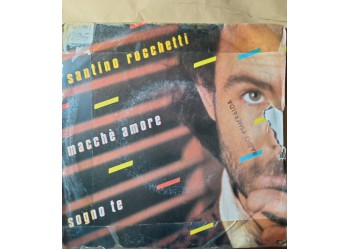 santino rocchetti
macchè amore
sogno te